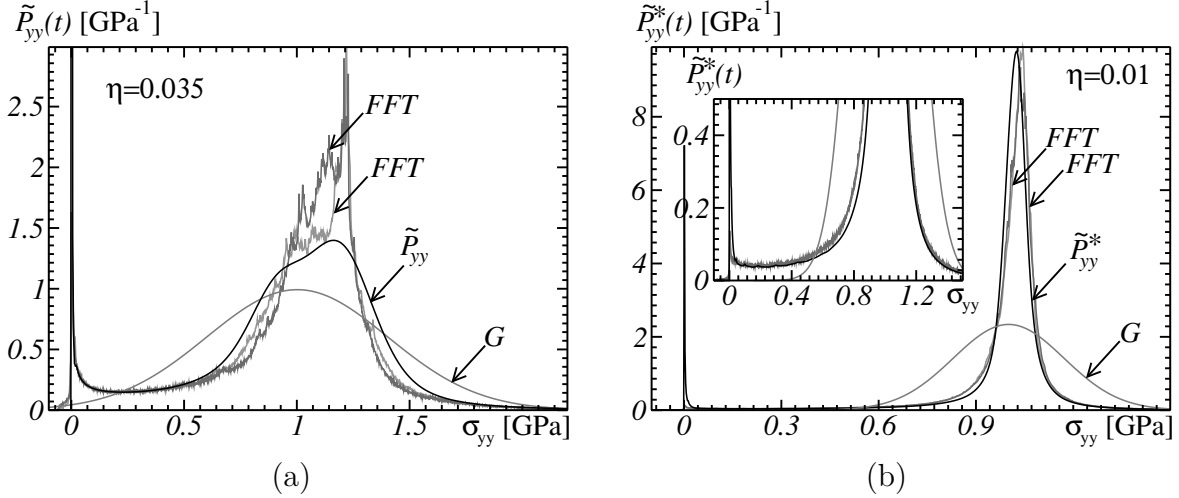 P̃yy(t) [GPa⁻¹]
η=0.035
FFT
FFT
P̃yy
G
2.5
2
1.5
1
0.5
0
0 0.5 1 1.5 σyy [GPa]
(a)
P̃*yy(t) [GPa⁻¹]
P̃*yy(t)
η=0.01
0.4
0.2
0
0 0.4 0.8 1.2 σyy
FFT
FFT
P̃*yy
G
8
6
4
2
0
0 0.3 0.6 0.9 σyy [GPa]
(b)